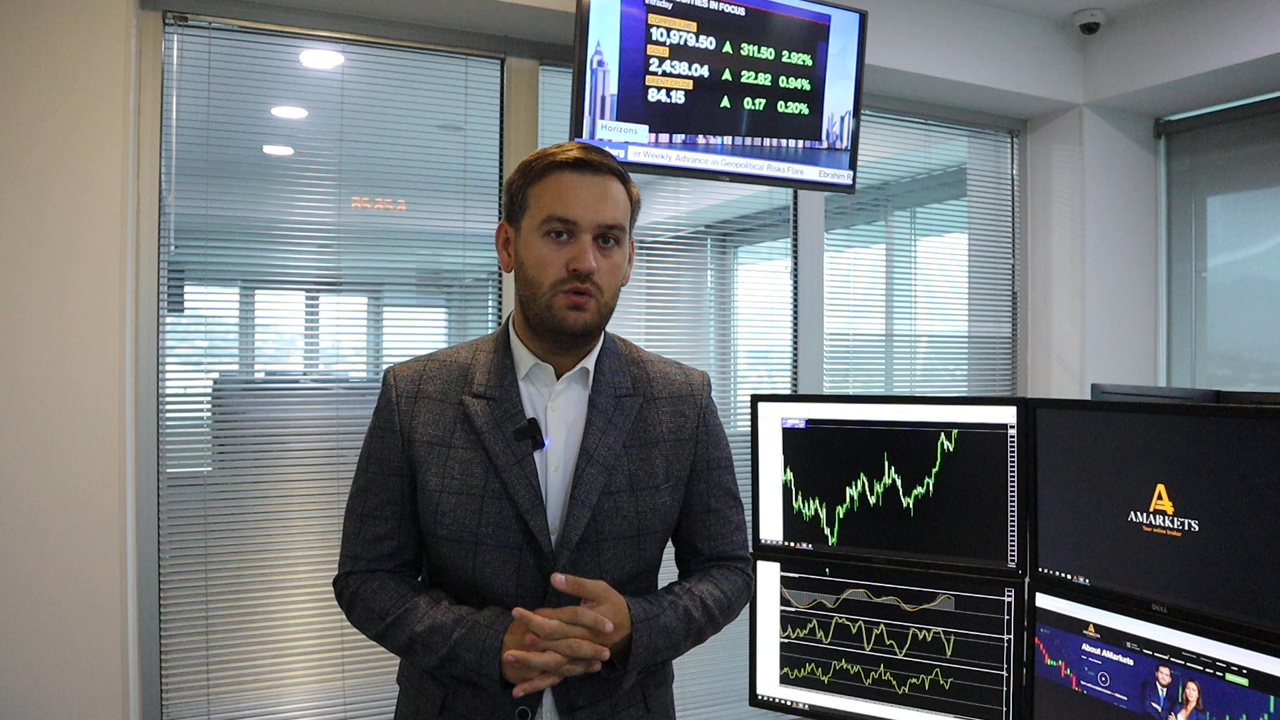 COMMODITIES IN FOCUS
Intraday
COPPER (LME)
10,979.50 ▲ 311.50 2.92%
GOLD
2,438.04 ▲ 22.82 0.94%
BRENT CRUDE
84.15 ▲ 0.17 0.20%
Horizons
er Weekly Advance as Geopolitical Risks Flare Ebrahim R
AMARKETS
Your online broker
DELL
About AMarkets